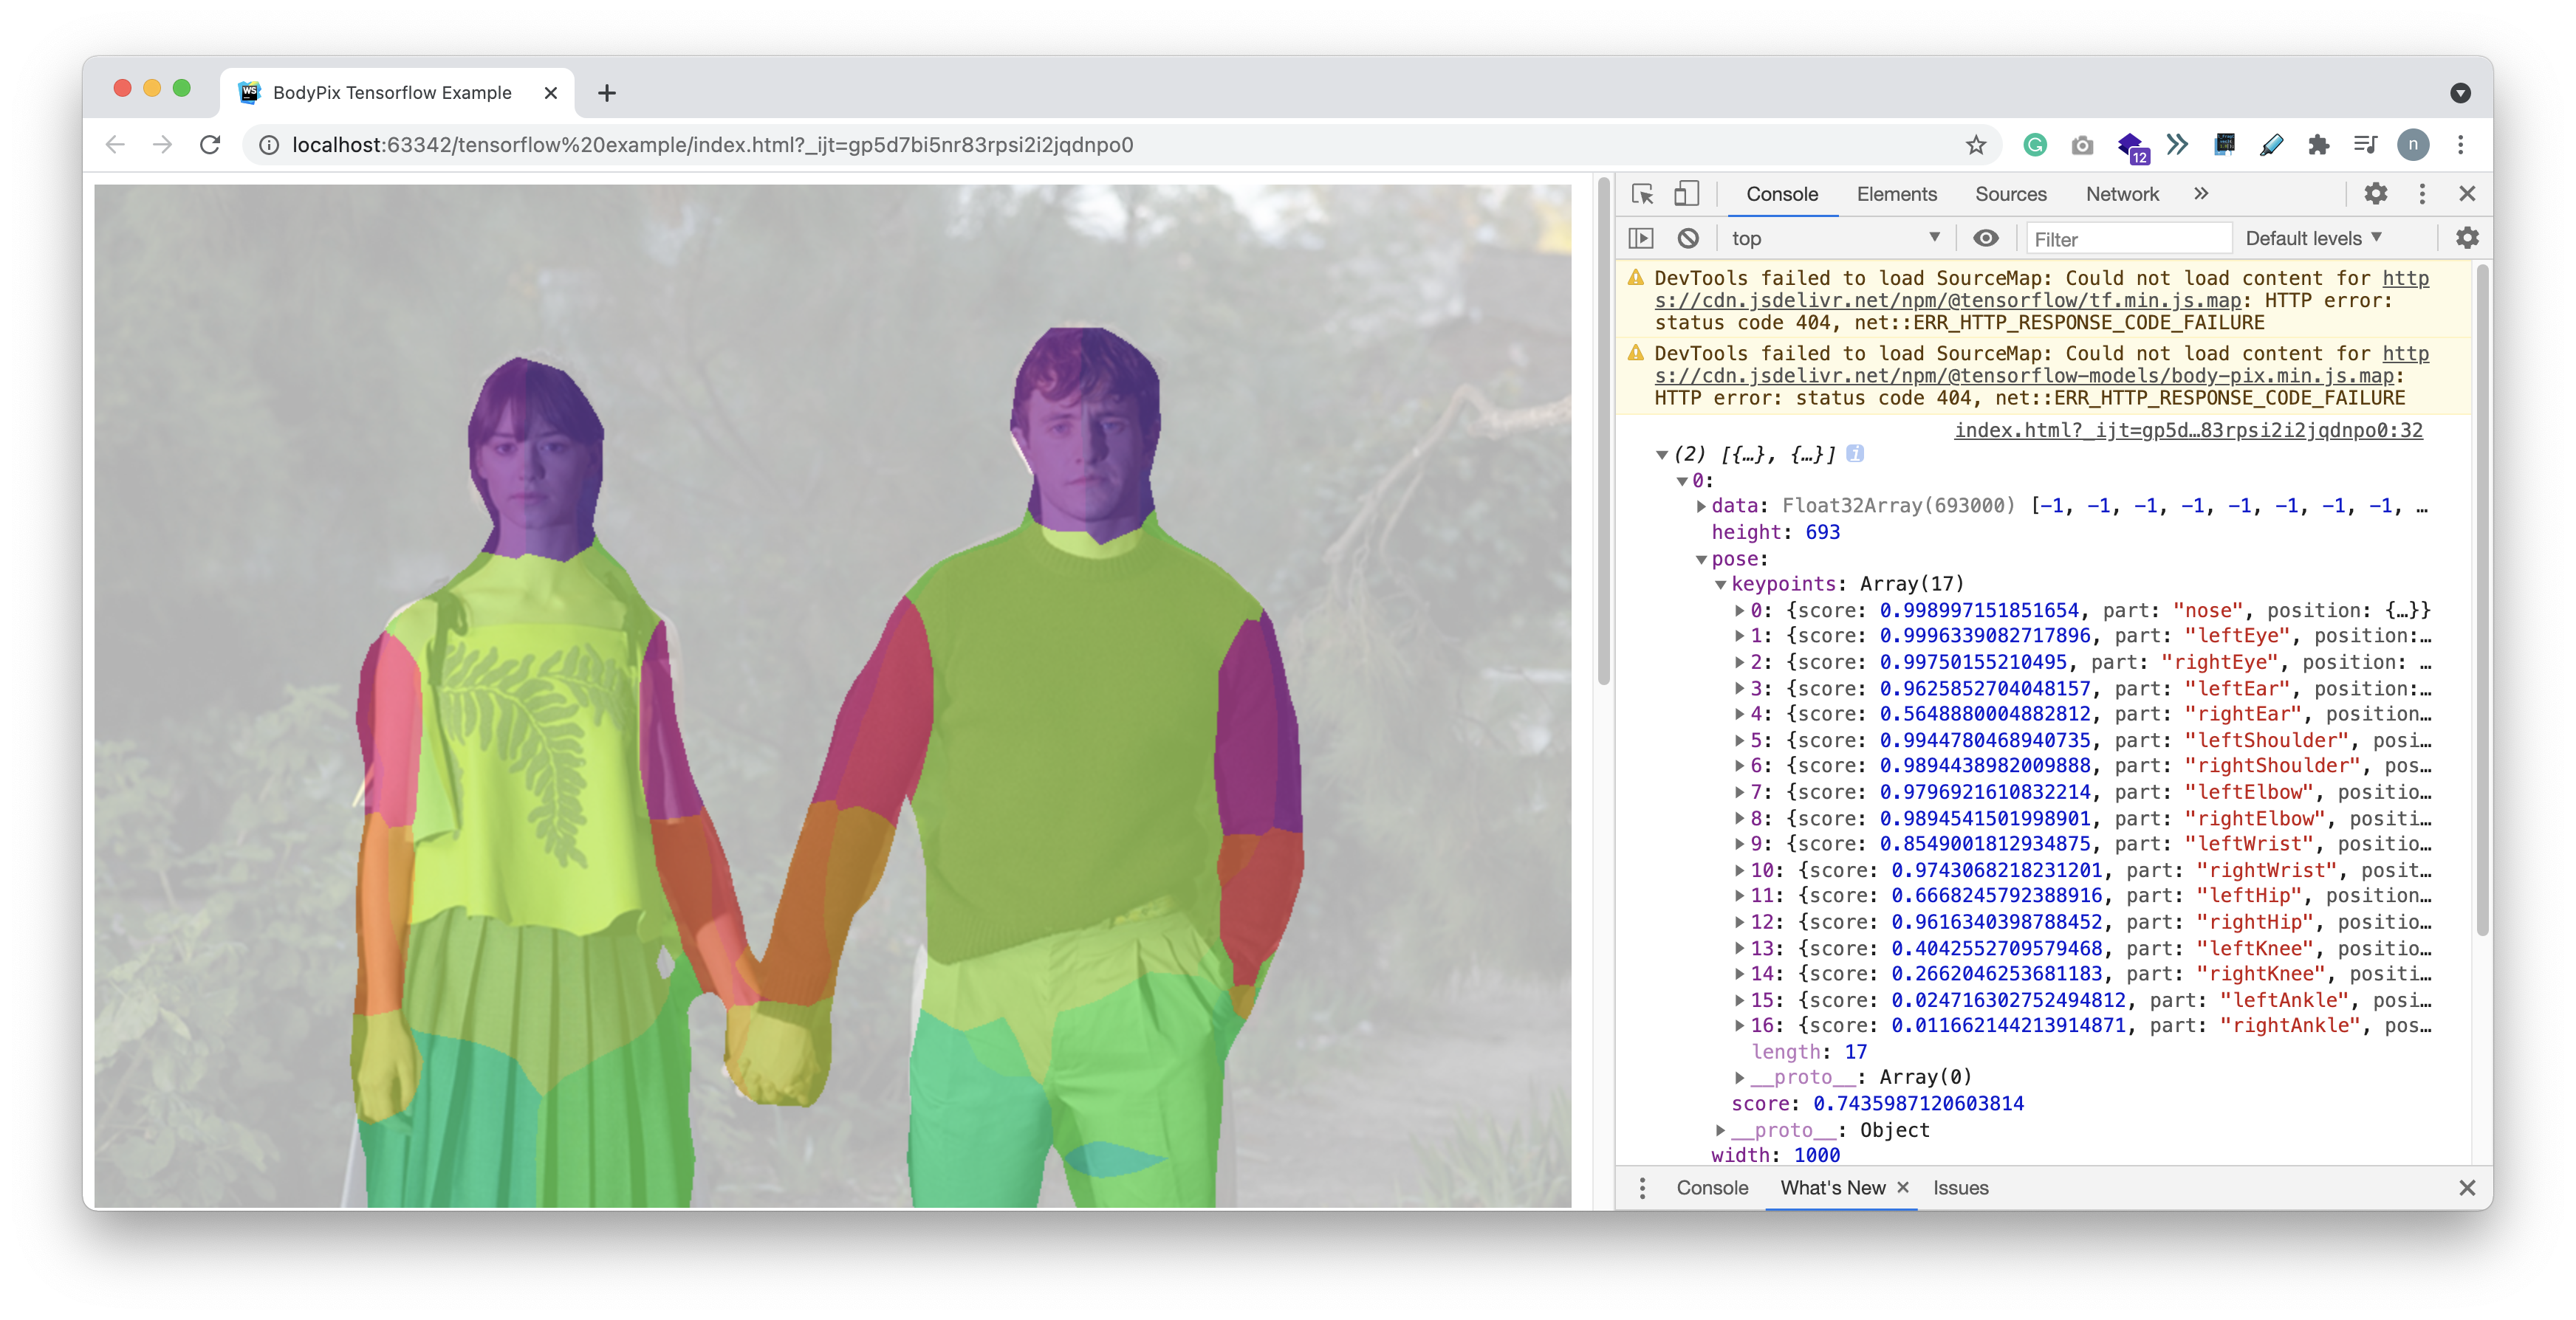 BodyPix Tensorflow Example
localhost:63342/tensorflow%20example/index.html?_ijt=gp5d7bi5nr83rpsi2i2jqdnpo0
12
n
Console Elements Sources Network
top Filter Default levels
DevTools failed to load SourceMap: Could not load content for http
s://cdn.jsdelivr.net/npm/@tensorflow/tf.min.js.map: HTTP error:
status code 404, net::ERR_HTTP_RESPONSE_CODE_FAILURE
DevTools failed to load SourceMap: Could not load content for http
s://cdn.jsdelivr.net/npm/@tensorflow-models/body-pix.min.js.map:
HTTP error: status code 404, net::ERR_HTTP_RESPONSE_CODE_FAILURE
index.html?_ijt=gp5d…83rpsi2i2jqdnpo0:32
(2) [{…}, {…}] i
0:
data: Float32Array(693000) [-1, -1, -1, -1, -1, -1, -1, -1, …
height: 693
pose:
keypoints: Array(17)
0: {score: 0.998997151851654, part: "nose", position: {…}}
1: {score: 0.9996339082717896, part: "leftEye", position:…
2: {score: 0.99750155210495, part: "rightEye", position: …
3: {score: 0.9625852704048157, part: "leftEar", position:…
4: {score: 0.5648880004882812, part: "rightEar", position…
5: {score: 0.9944780468940735, part: "leftShoulder", posi…
6: {score: 0.9894438982009888, part: "rightShoulder", pos…
7: {score: 0.9796921610832214, part: "leftElbow", positio…
8: {score: 0.9894541501998901, part: "rightElbow", positi…
9: {score: 0.8549001812934875, part: "leftWrist", positio…
10: {score: 0.9743068218231201, part: "rightWrist", posit…
11: {score: 0.6668245792388916, part: "leftHip", position…
12: {score: 0.9616340398788452, part: "rightHip", positio…
13: {score: 0.4042552709579468, part: "leftKnee", positio…
14: {score: 0.2662046253681183, part: "rightKnee", positi…
15: {score: 0.024716302752494812, part: "leftAnkle", posi…
16: {score: 0.011662144213914871, part: "rightAnkle", pos…
length: 17
__proto__: Array(0)
score: 0.7435987120603814
__proto__: Object
width: 1000
Console What's New Issues